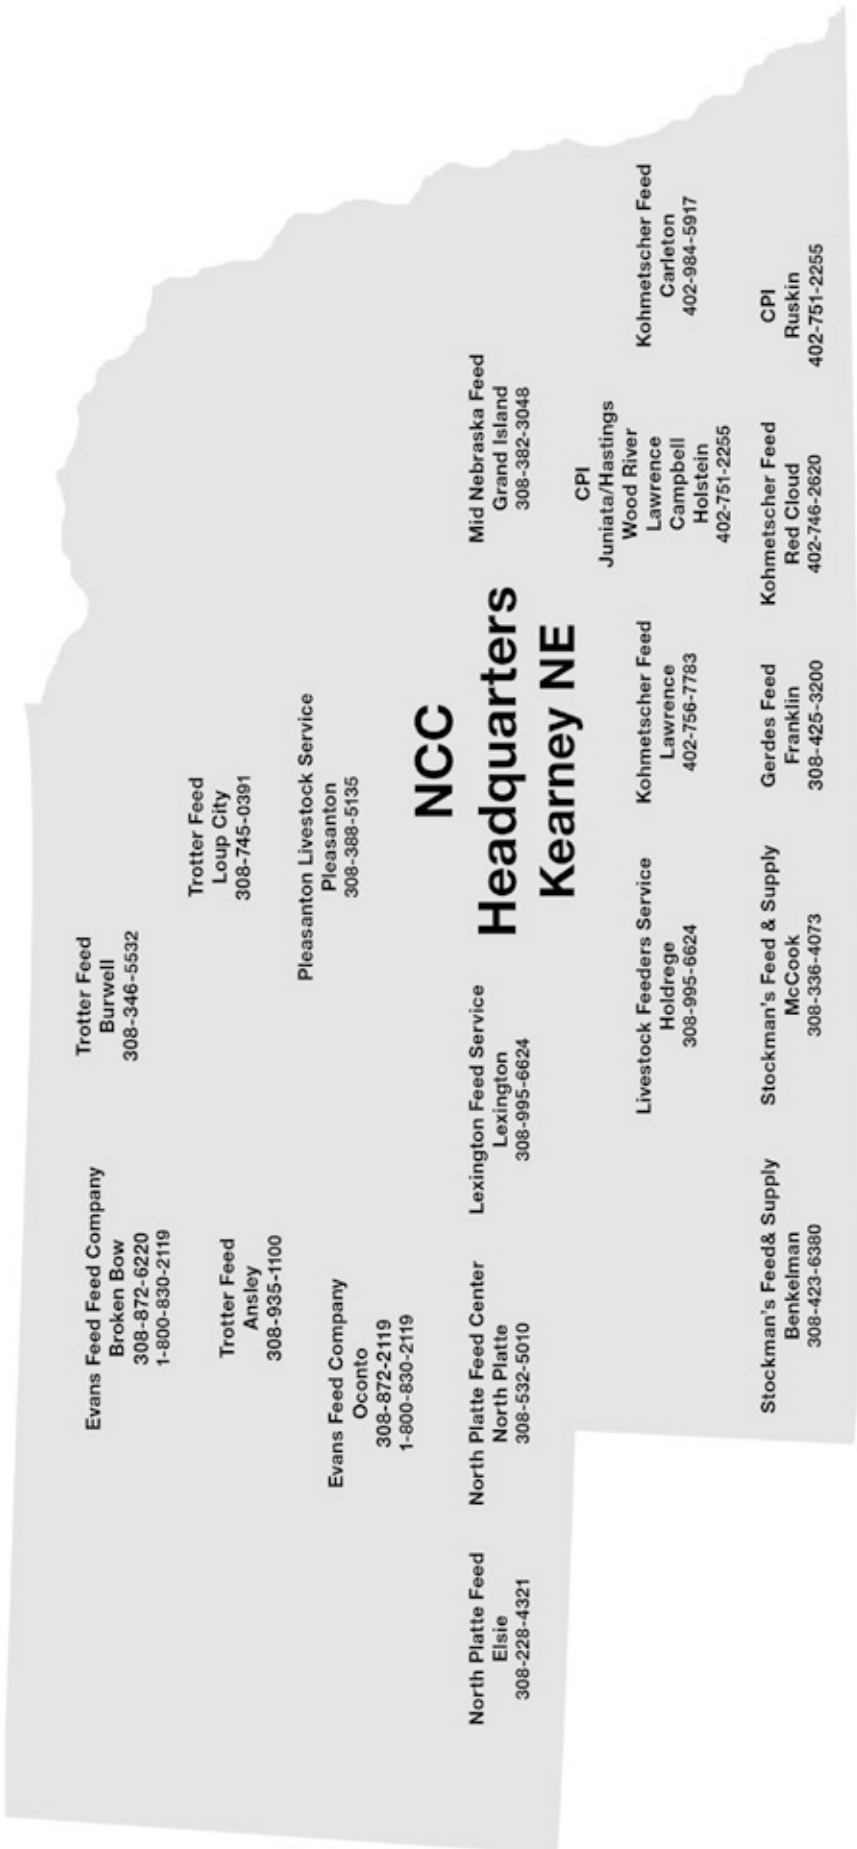 Evans Feed Feed Company
Broken Bow
308-872-6220
1-800-830-2119
Trotter Feed
Burwell
308-346-5532
Trotter Feed
Loup City
308-745-0391
Trotter Feed
Ansley
308-935-1100
Pleasanton Livestock Service
Pleasanton
308-388-5135
Evans Feed Company
Oconto
308-872-2119
1-800-830-2119
NCC
Headquarters
Kearney NE
North Platte Feed
Elsie
308-228-4321
North Platte Feed Center
North Platte
308-532-5010
Lexington Feed Service
Lexington
308-995-6624
Mid Nebraska Feed
Grand Island
308-382-3048
CPI
Juniata/Hastings
Wood River
Lawrence
Campbell
Holstein
402-751-2255
Livestock Feeders Service
Holdrege
308-995-6624
Kohmetscher Feed
Lawrence
402-756-7783
Kohmetscher Feed
Carleton
402-984-5917
Stockman's Feed& Supply
Benkelman
308-423-6380
Stockman's Feed & Supply
McCook
308-336-4073
Gerdes Feed
Franklin
308-425-3200
Kohmetscher Feed
Red Cloud
402-746-2620
CPI
Ruskin
402-751-2255